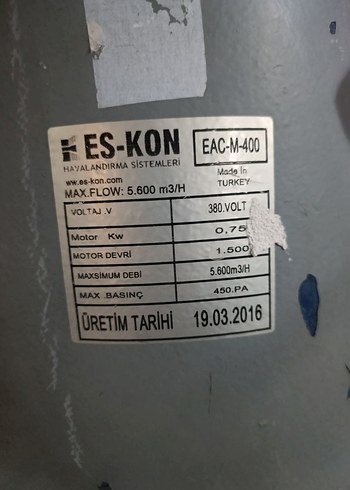 ES-KON
EAC-M-400
HAVALANDIRMA SİSTEMLERİ
ww.es-kon.com
Made in
TURKEY
MAX.FLOW: 5.600 m3/H
VOLTAJ .V 380.VOLT
Motor Kw 0,75
MOTOR DEVRİ 1.500
MAXSİMUM DEBİ 5.600m3/H
MAX .BASINÇ 450.PA
ÜRETİM TARİHİ 19.03.2016